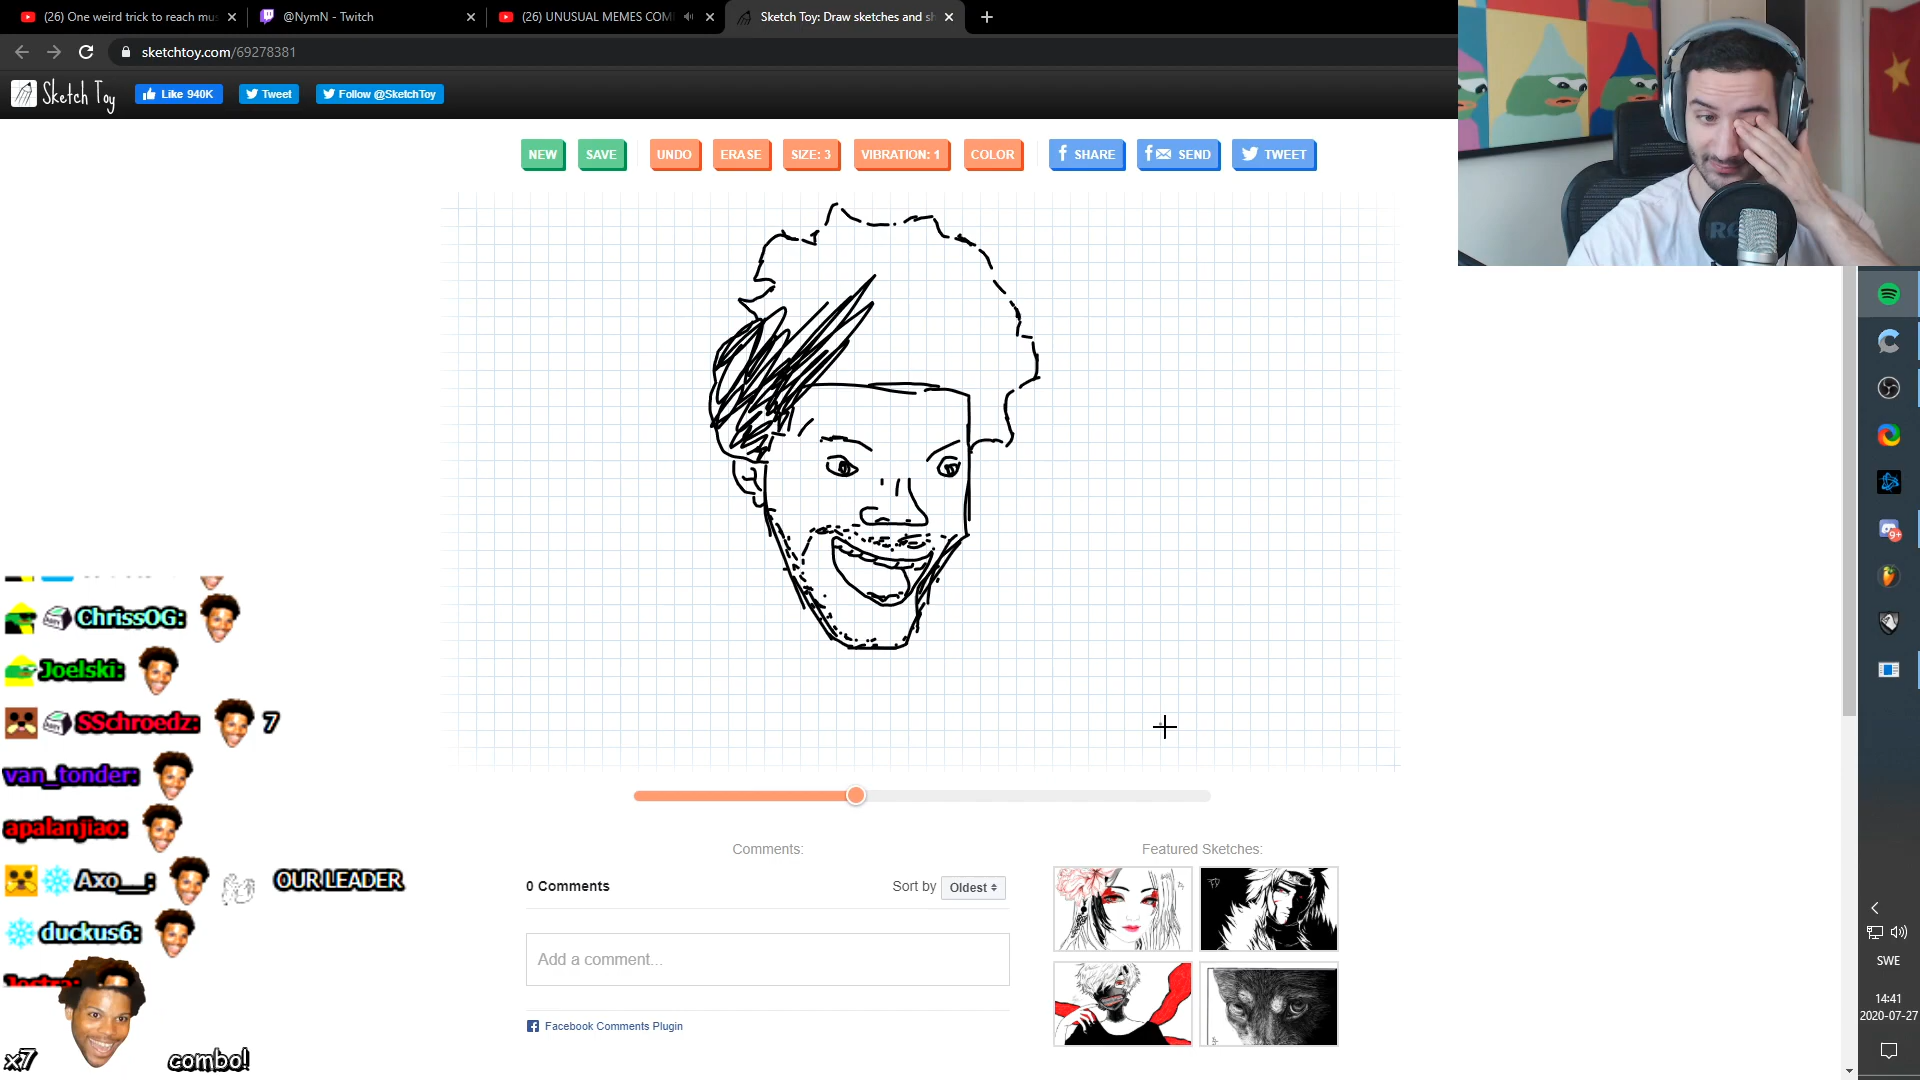 (26) One weird trick to reach mus
@NymN - Twitch
(26) UNUSUAL MEMES COM
Sketch Toy: Draw sketches and sh
sketchtoy.com/69278381
Sketch Toy
Like 940K
Tweet
Follow @SketchToy
NEW
SAVE
UNDO
ERASE
SIZE: 3
VIBRATION: 1
COLOR
SHARE
SEND
TWEET
ChrissOG:
Joelski:
SSchroedz: 7
van_tonder:
apalanjiao:
Axo__: OUR LEADER
duckus6:
x7 combo!
Comments:
0 Comments
Sort by Oldest
Add a comment...
Facebook Comments Plugin
Featured Sketches:
9+
SWE
14:41
2020-07-27